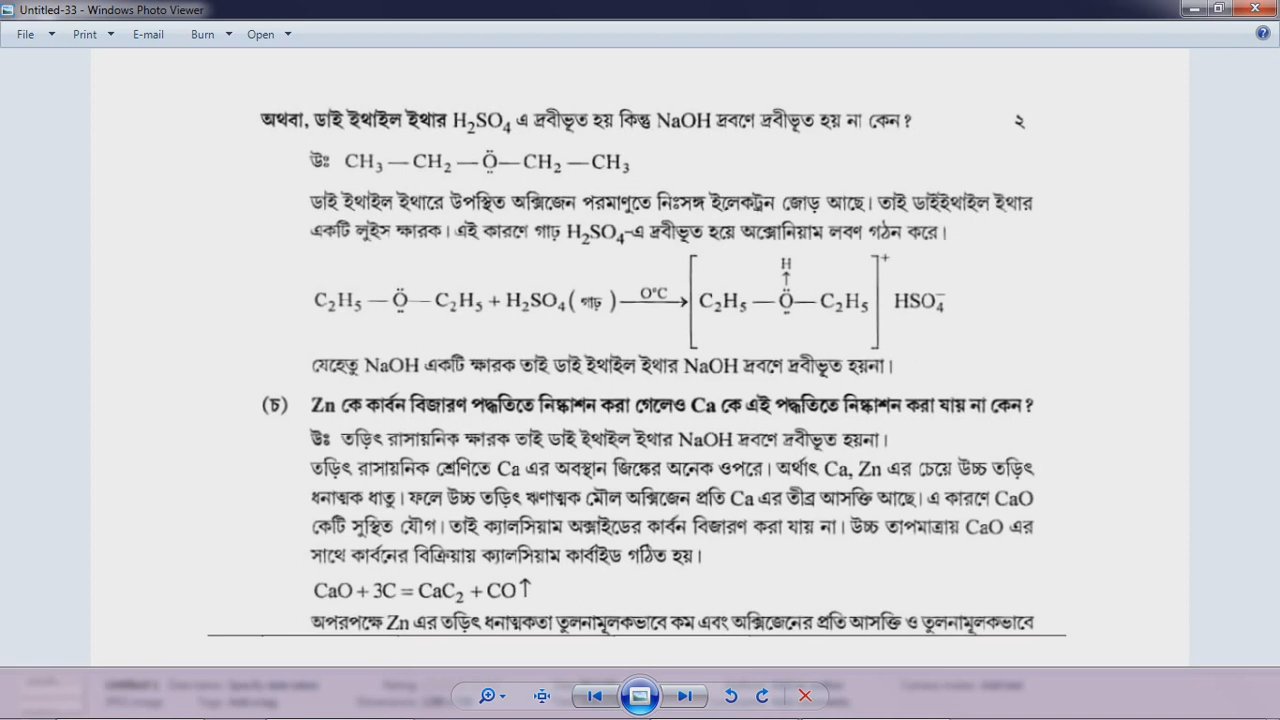 Untitled-33 - Windows Photo Viewer
File Print E-mail Burn Open
অথবা, ডাই ইথাইল ইথার H₂SO₄ এ দ্রবীভূত হয় কিন্তু NaOH দ্রবণে দ্রবীভূত হয় না কেন? ২
উঃ CH₃ — CH₂ — Ö — CH₂ — CH₃
ডাই ইথাইল ইথারে উপস্থিত অক্সিজেন পরমাণুতে নিঃসঙ্গ ইলেকট্রন জোড় আছে। তাই ডাইইথাইল ইথার
একটি লুইস ক্ষারক। এই কারণে গাঢ় H₂SO₄-এ দ্রবীভূত হয়ে অক্সোনিয়াম লবণ গঠন করে।
H
↑
C₂H₅ — Ö — C₂H₅ + H₂SO₄ ( গাঢ় ) —O°C→ [ C₂H₅ — Ö — C₂H₅ ]⁺ HSO₄⁻
যেহেতু NaOH একটি ক্ষারক তাই ডাই ইথাইল ইথার NaOH দ্রবণে দ্রবীভূত হয়না।
(চ) Zn কে কার্বন বিজারণ পদ্ধতিতে নিষ্কাশন করা গেলেও Ca কে এই পদ্ধতিতে নিষ্কাশন করা যায় না কেন?
উঃ তড়িৎ রাসায়নিক ক্ষারক তাই ডাই ইথাইল ইথার NaOH দ্রবণে দ্রবীভূত হয়না।
তড়িৎ রাসায়নিক শ্রেণিতে Ca এর অবস্থান জিঙ্কের অনেক ওপরে। অর্থাৎ Ca, Zn এর চেয়ে উচ্চ তড়িৎ
ধনাত্মক ধাতু। ফলে উচ্চ তড়িৎ ঋণাত্মক মৌল অক্সিজেন প্রতি Ca এর তীব্র আসক্তি আছে। এ কারণে CaO
কেটি সুস্থিত যৌগ। তাই ক্যালসিয়াম অক্সাইডের কার্বন বিজারণ করা যায় না। উচ্চ তাপমাত্রায় CaO এর
সাথে কার্বনের বিক্রিয়ায় ক্যালসিয়াম কার্বাইড গঠিত হয়।
CaO + 3C = CaC₂ + CO↑
অপরপক্ষে Zn এর তড়িৎ ধনাত্মকতা তুলনামূলকভাবে কম এবং অক্সিজেনের প্রতি আসক্তি ও তুলনামূলকভাবে